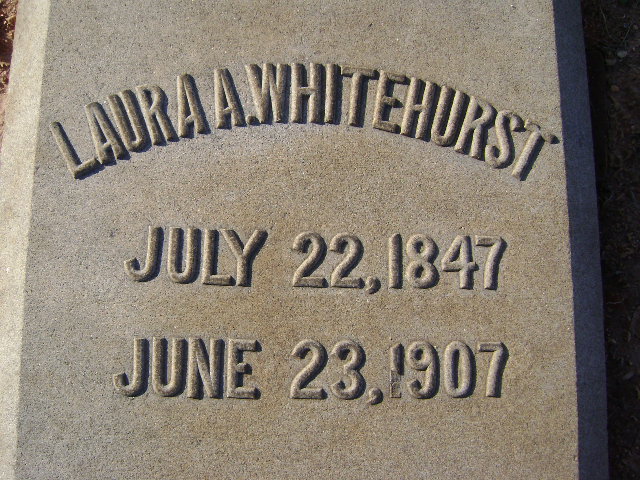 LAURA A. WHITEHURST
JULY 22, 1847
JUNE 23, 1907